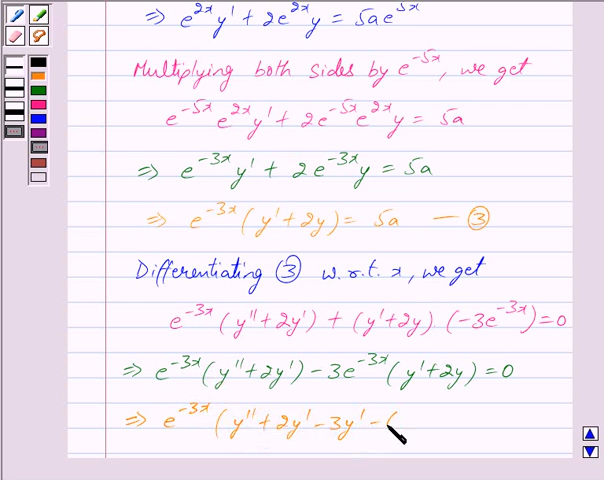 ⇒ e^{2x}y' + 2e^{2x}y = 5ae^{5x}
Multiplying both sides by e^{-5x}, we get
e^{-5x}e^{2x}y' + 2e^{-5x}e^{2x}y = 5a
⇒ e^{-3x}y' + 2e^{-3x}y = 5a
⇒ e^{-3x}(y'+2y) = 5a — ③
Differentiating ③ w.r.t. x, we get
e^{-3x}(y''+2y') + (y'+2y).(-3e^{-3x}) = 0
⇒ e^{-3x}(y''+2y') - 3e^{-3x}(y'+2y) = 0
⇒ e^{-3x}(y''+2y' - 3y' -